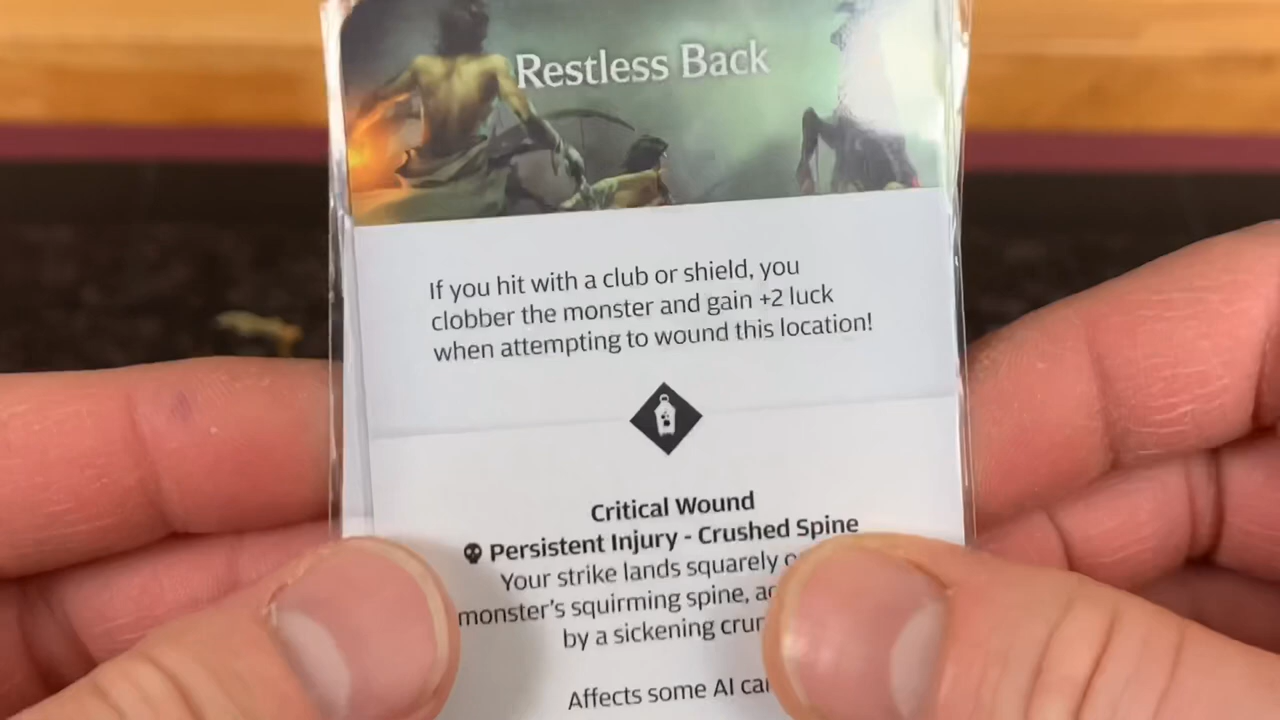 Restless Back
If you hit with a club or shield, you
clobber the monster and gain +2 luck
when attempting to wound this location!
Critical Wound
Persistent Injury - Crushed Spine
Your strike lands squarely
monster's squirming spine,
by a sickening
Affects some AI